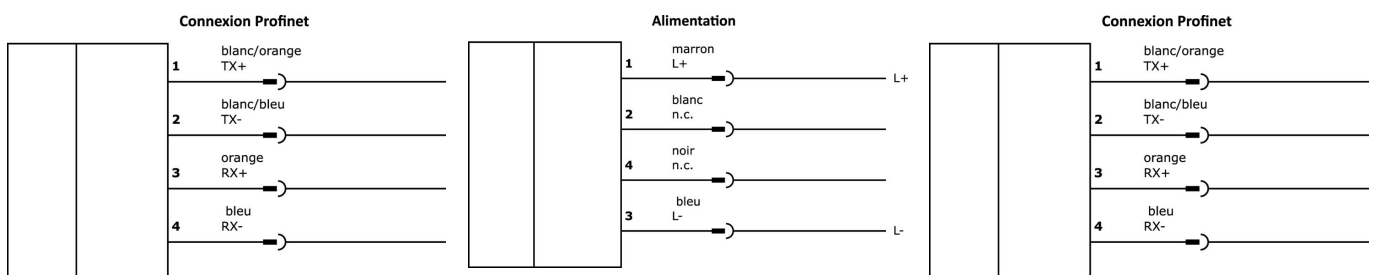 Connexion Profinet
blanc/orange
1 TX+
blanc/bleu
2 TX-
orange
3 RX+
bleu
4 RX-
Alimentation
marron
1 L+
L+
blanc
2 n.c.
noir
4 n.c.
bleu
3 L-
L-
Connexion Profinet
blanc/orange
1 TX+
blanc/bleu
2 TX-
orange
3 RX+
bleu
4 RX-